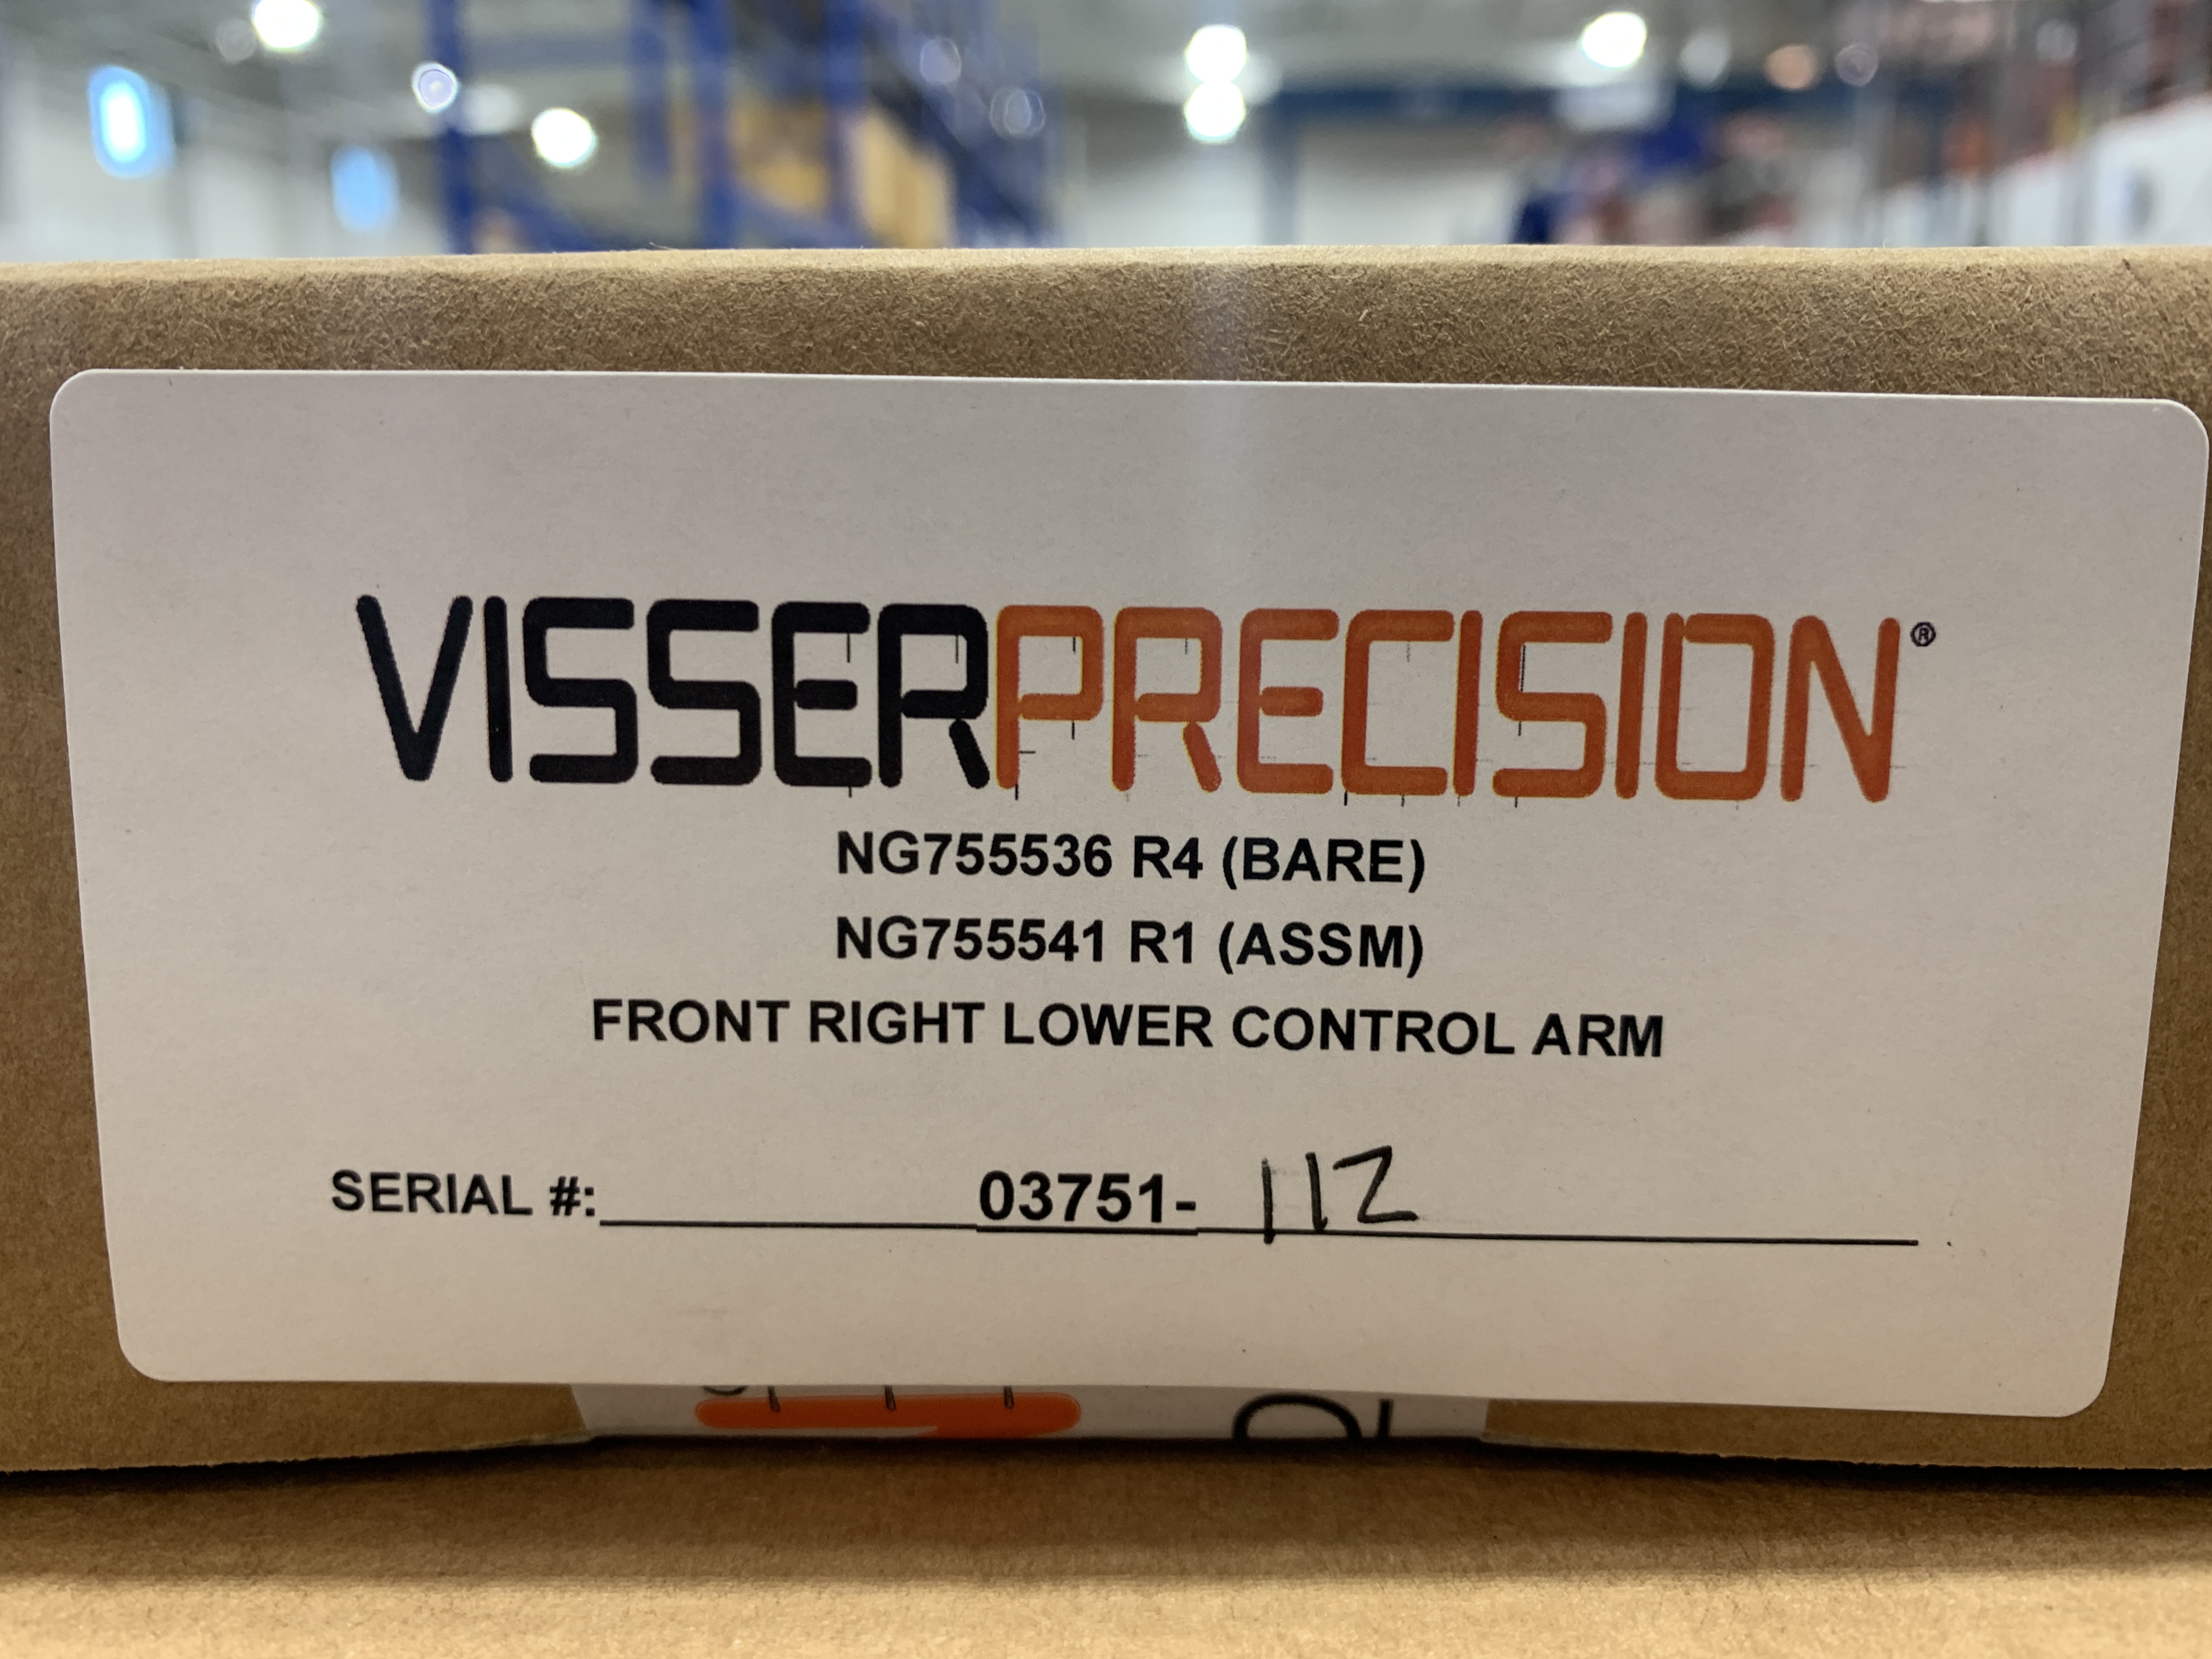 VISSERPRECISION®
NG755536 R4 (BARE)
NG755541 R1 (ASSM)
FRONT RIGHT LOWER CONTROL ARM
SERIAL #: 03751- 112